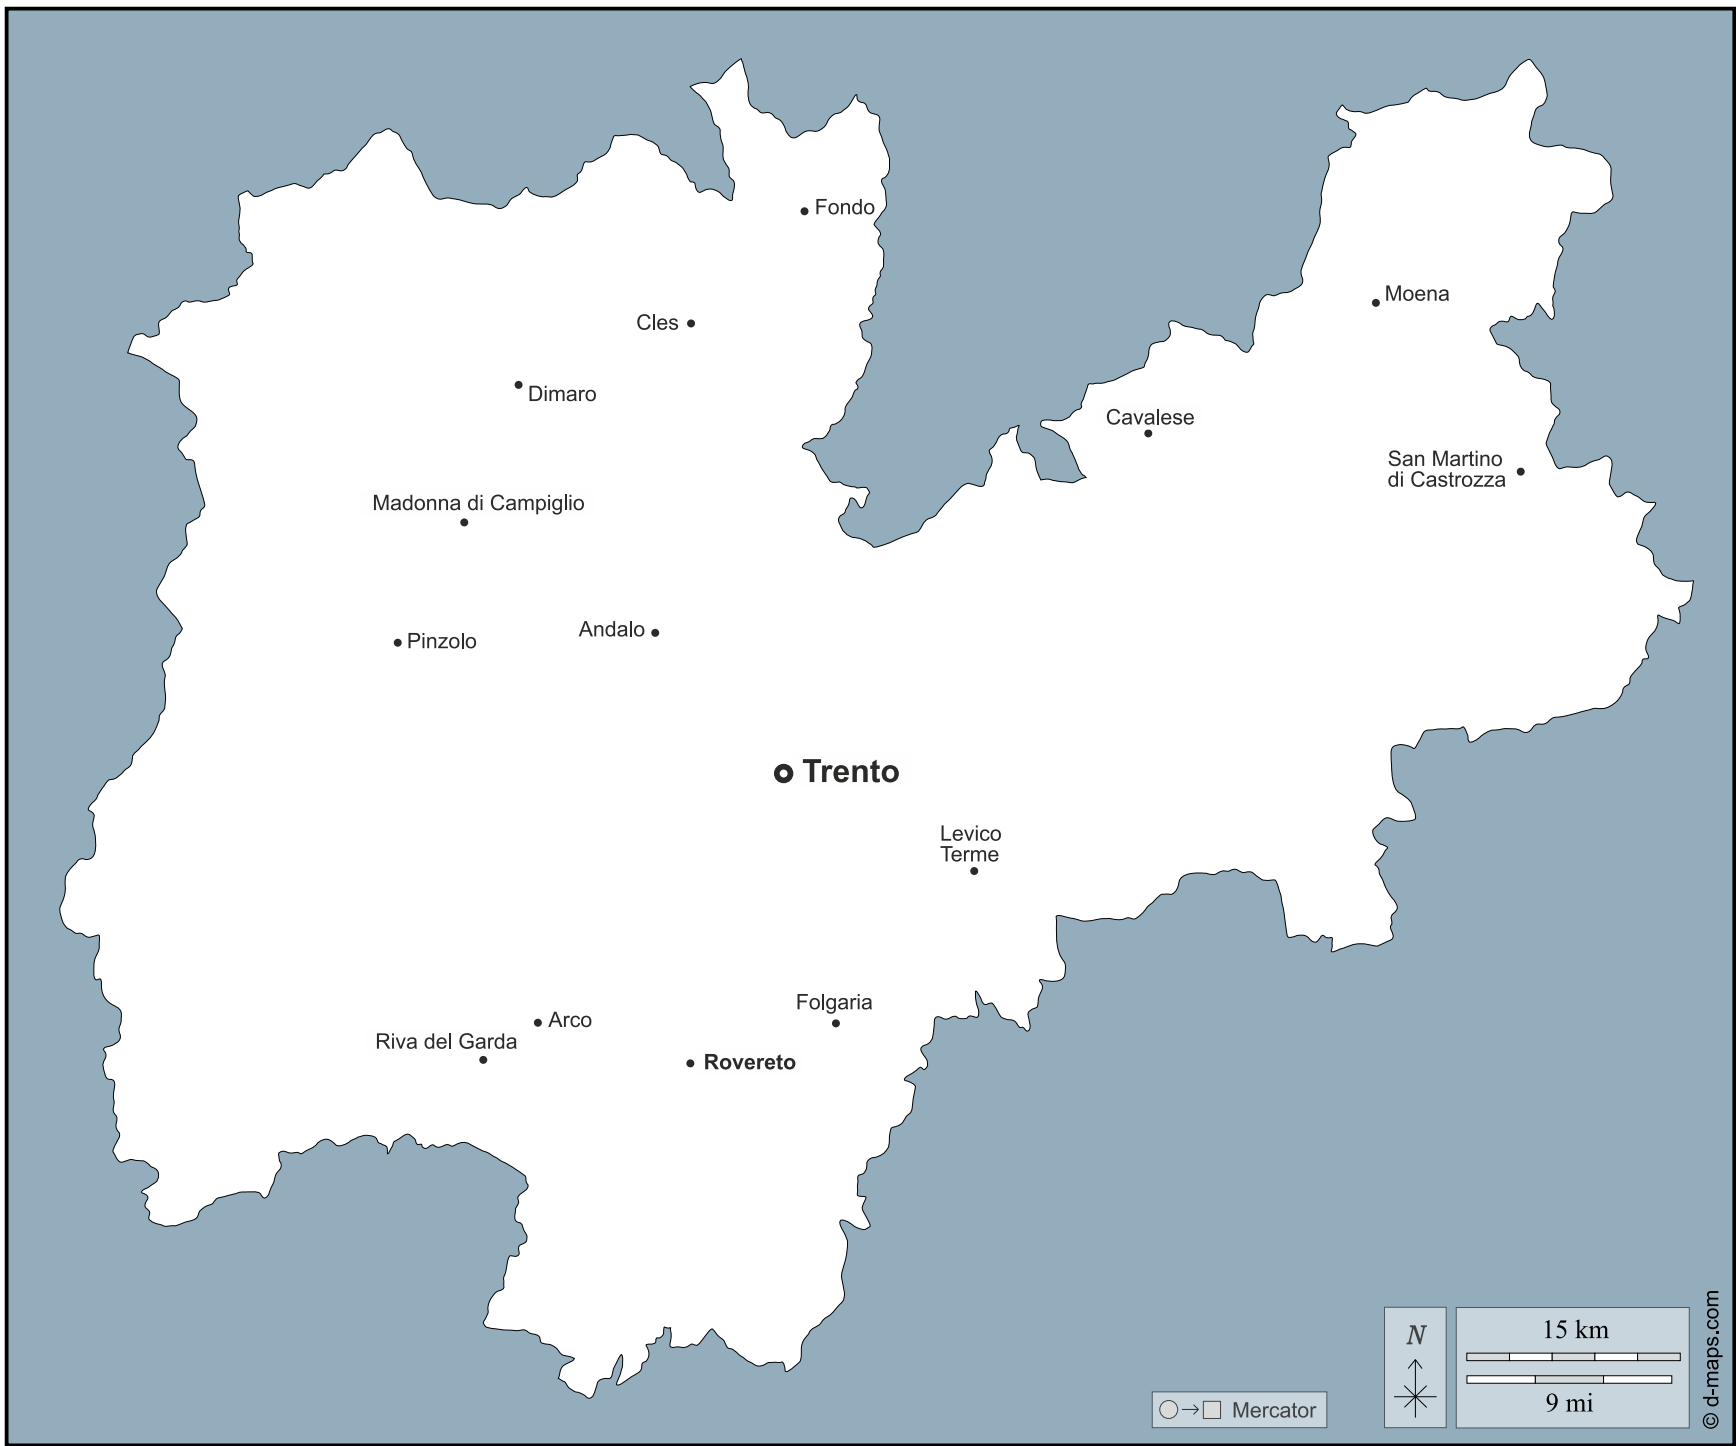 Fondo
Moena
Cles
Dimaro
Cavalese
San Martino
di Castrozza
Madonna di Campiglio
Andalo
Pinzolo
Trento
Levico
Terme
Folgaria
Arco
Riva del Garda
Rovereto
N
15 km
9 mi
Mercator
© d-maps.com